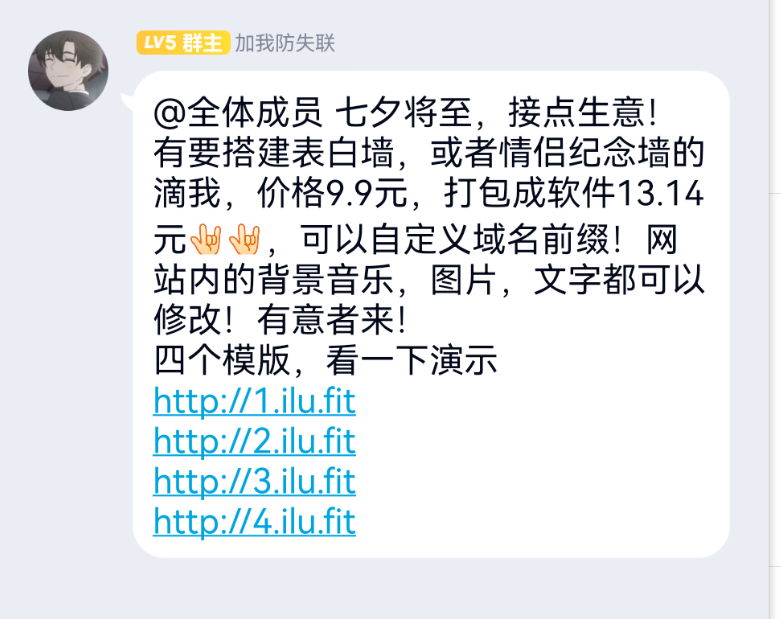 LV5 群主 加我防失联
@全体成员 七夕将至，接点生意！
有要搭建表白墙，或者情侣纪念墙的
滴我，价格9.9元，打包成软件13.14
元🤟🤟，可以自定义域名前缀！网
站内的背景音乐，图片，文字都可以
修改！有意者来！
四个模版，看一下演示
http://1.ilu.fit
http://2.ilu.fit
http://3.ilu.fit
http://4.ilu.fit